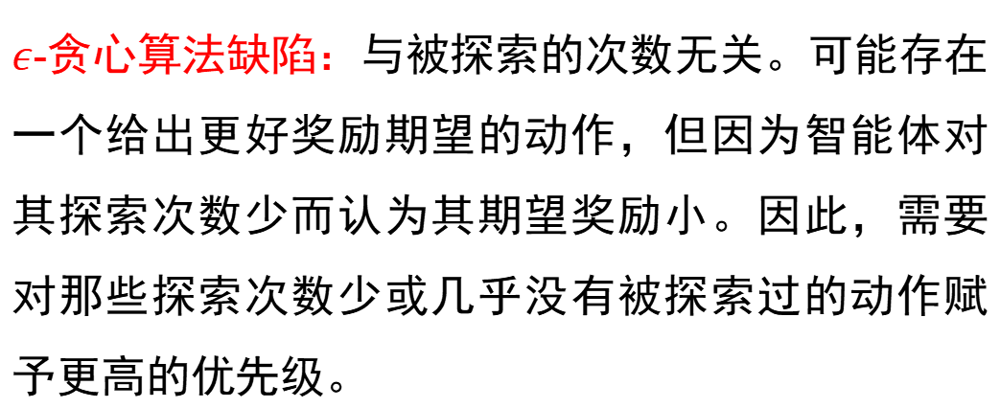 ϵ-贪心算法缺陷：与被探索的次数无关。可能存在
一个给出更好奖励期望的动作，但因为智能体对
其探索次数少而认为其期望奖励小。因此，需要
对那些探索次数少或几乎没有被探索过的动作赋
予更高的优先级。